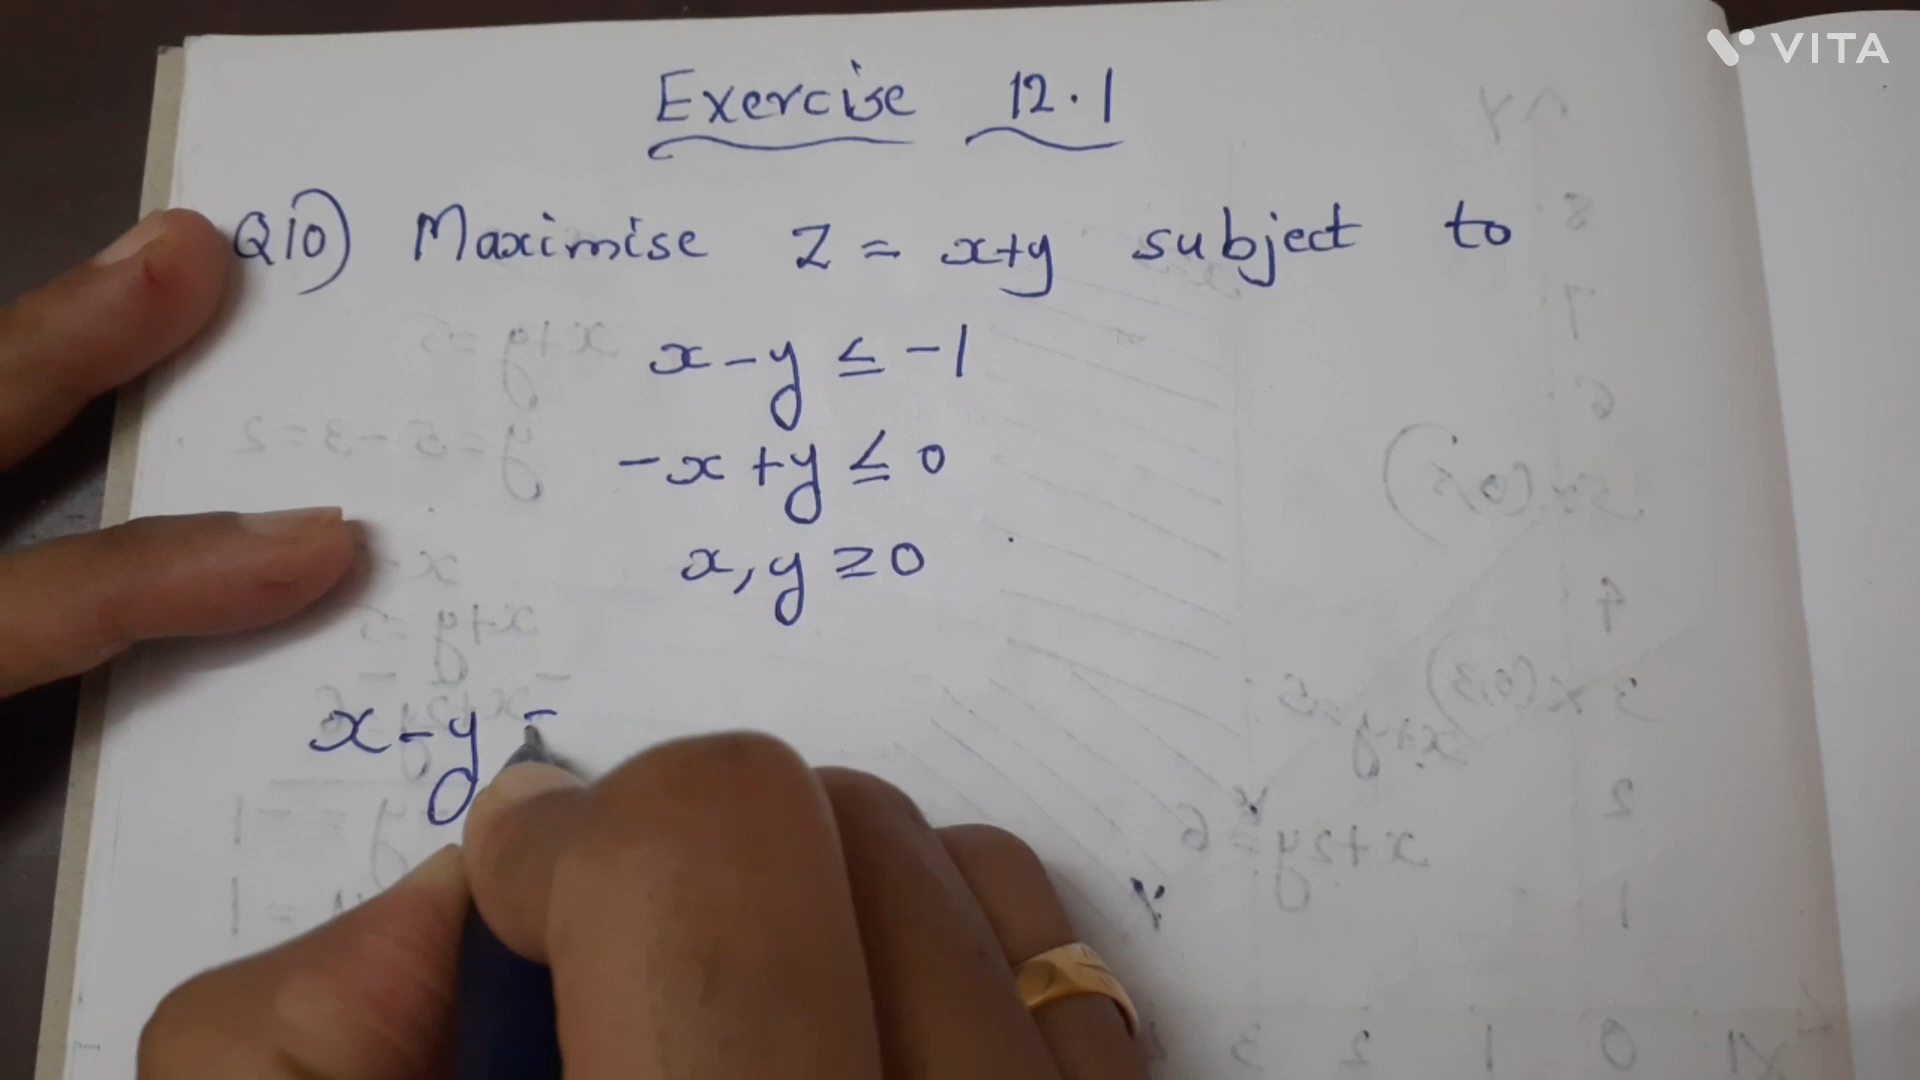 VITA
Exercise 12.1
Q10) Maximise Z = x+y subject to
x-y ≤ -1
-x+y ≤ 0
x, y ≥ 0
x-y =